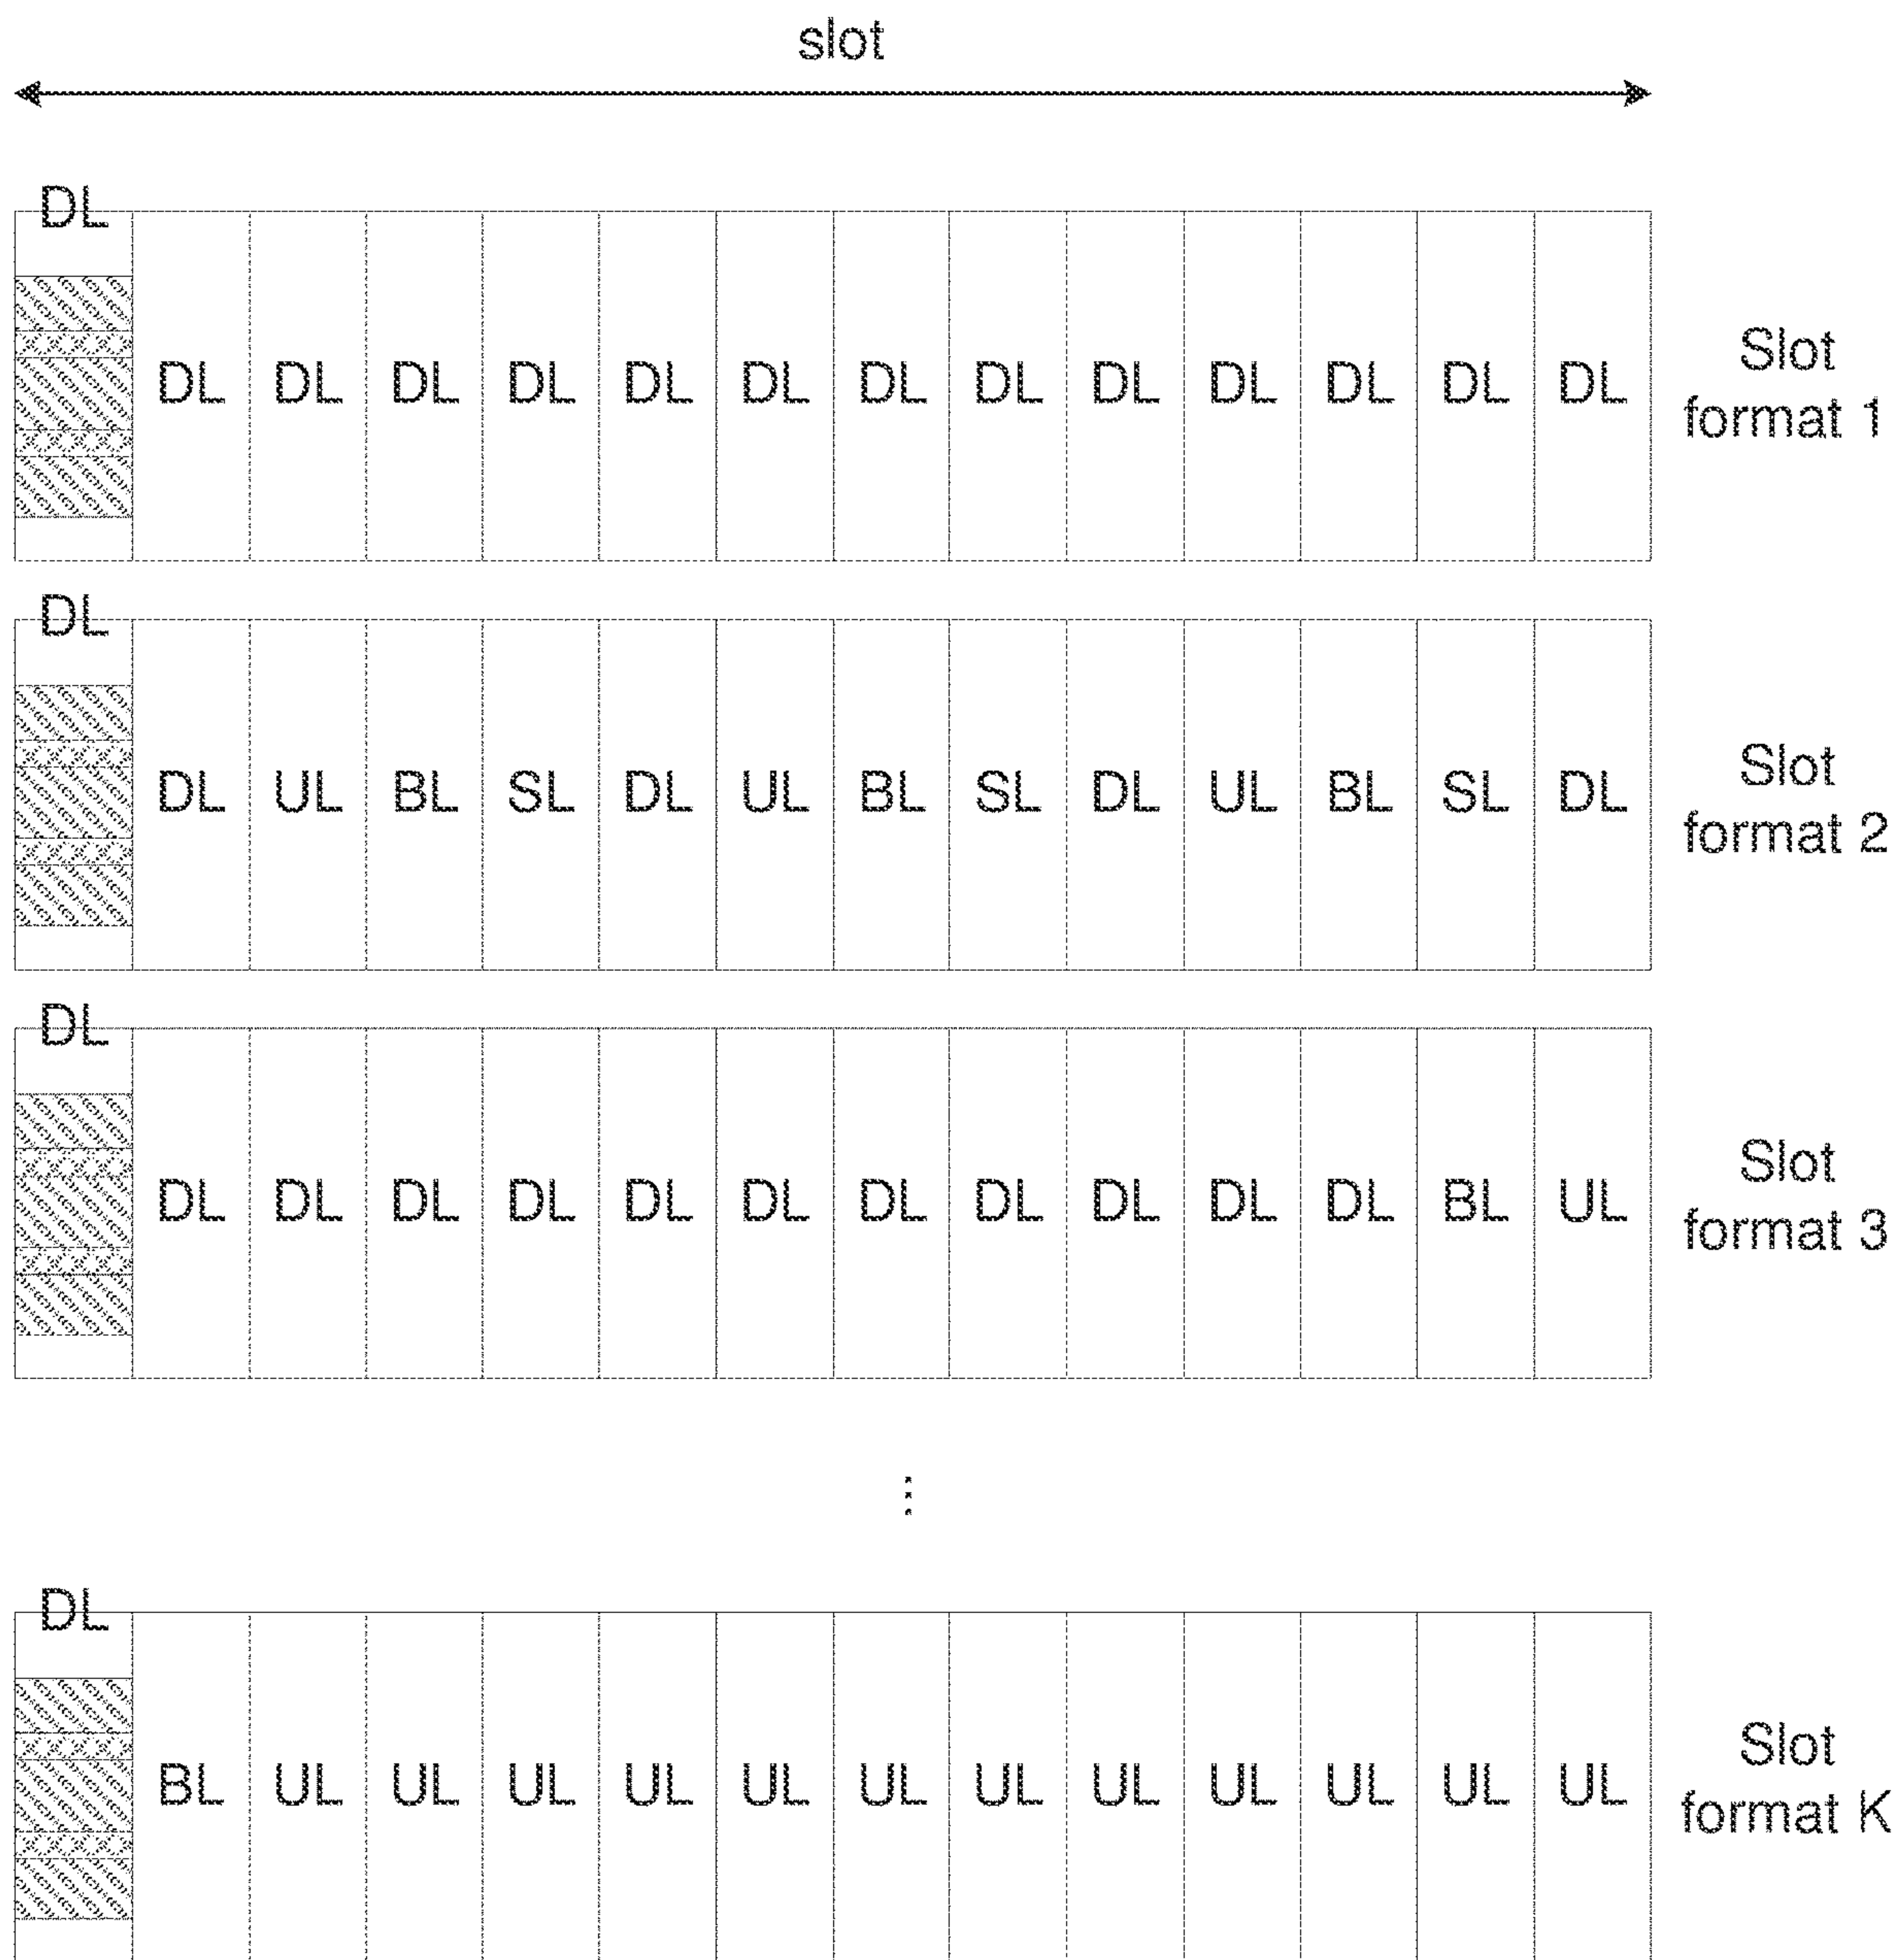 slot
DL
DL DL DL DL DL DL DL DL DL DL DL DL DL
Slot
format 1
DL
DL UL BL SL DL UL BL SL DL UL BL SL DL
Slot
format 2
DL
DL DL DL DL DL DL DL DL DL DL DL BL UL
Slot
format 3
⋮
DL
BL UL UL UL UL UL UL UL UL UL UL UL UL
Slot
format K